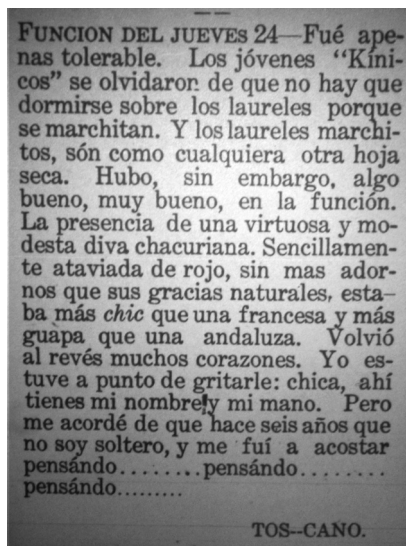 FUNCION DEL JUEVES 24—Fué ape-
nas tolerable. Los jóvenes "Kíni-
cos" se olvidaron de que no hay que
dormirse sobre los laureles porque
se marchitan. Y los laureles marchi-
tos, són como cualquiera otra hoja
seca. Hubo, sin embargo, algo
bueno, muy bueno, en la función.
La presencia de una virtuosa y mo-
desta diva chacuriana. Sencillamen-
te ataviada de rojo, sin mas ador-
nos que sus gracias naturales, esta-
ba más chic que una francesa y más
guapa que una andaluza. Volvió
al revés muchos corazones. Yo es-
tuve a punto de gritarle: chica, ahí
tienes mi nombre!y mi mano. Pero
me acordé de que hace seis años que
no soy soltero, y me fuí a acostar
pensándo........pensándo........
pensándo.........
TOS--CANO.